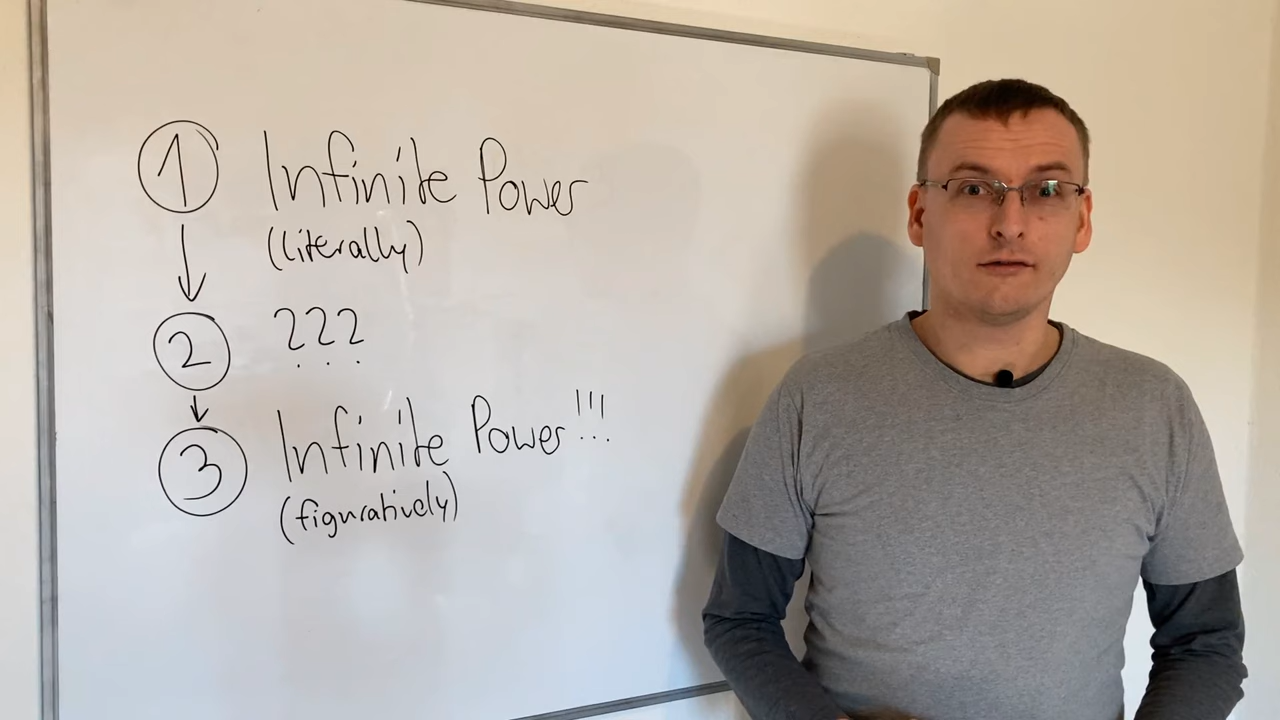 1 Infinite Power
(literally)
2 ???
3 Infinite Power!!!
(figuratively)